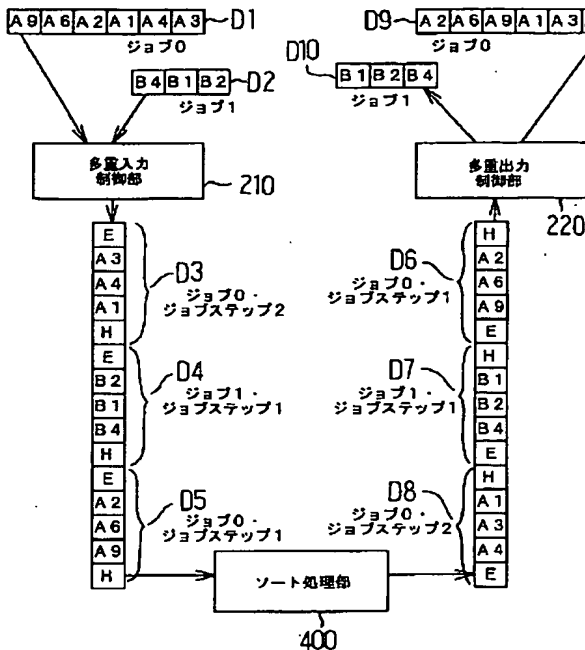 A9 A6 A2 A1 A4 A3 D1
ジョブ0
B4 B1 B2 D2
ジョブ1
D9 A2 A6 A9 A1 A3
ジョブ0
D10
B1 B2 B4
ジョブ1
多重入力
制御部
210
多重出力
制御部
220
E
A3
A4
A1
H
D3
ジョブ0・
ジョブステップ2
E
B2
B1
B4
H
D4
ジョブ1・
ジョブステップ1
E
A2
A6
A9
H
D5
ジョブ0・
ジョブステップ1
H
A2
A6
A9
E
D6
ジョブ0・
ジョブステップ1
H
B1
B2
B4
E
D7
ジョブ1・
ジョブステップ1
H
A1
A3
A4
E
D8
ジョブ0・
ジョブステップ2
ソート処理部
400